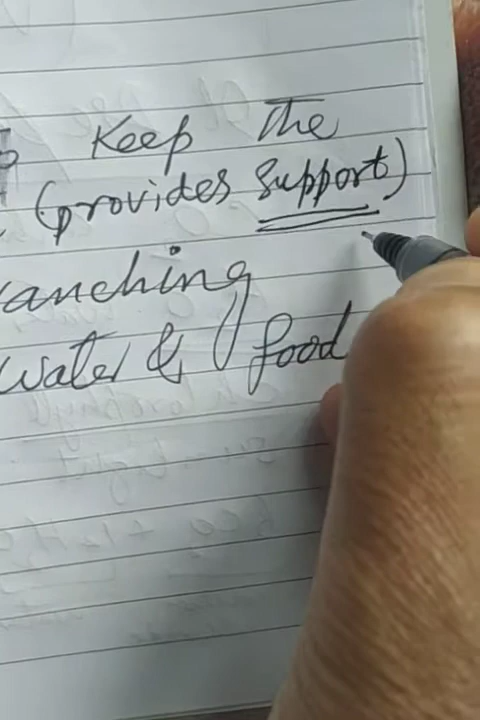 Keep the
(provides support)
anching
water & food